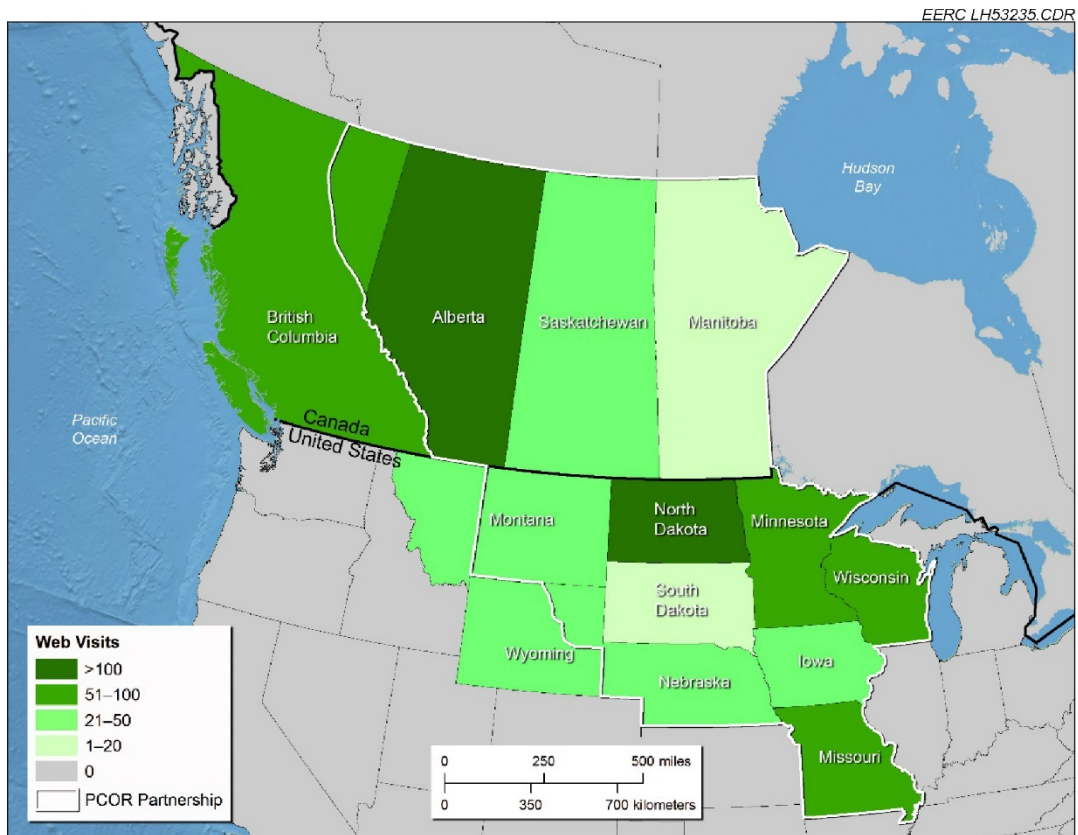 EERC LH53235.CDR
Hudson
Bay
British
Columbia
Alberta
Saskatchewan
Manitoba
Pacific
Ocean
Canada
United States
Montana
North
Dakota
Minnesota
Wisconsin
South
Dakota
Wyoming
Nebraska
Iowa
Missouri
Web Visits
>100
51–100
21–50
1–20
0
PCOR Partnership
0 250 500 miles
0 350 700 kilometers